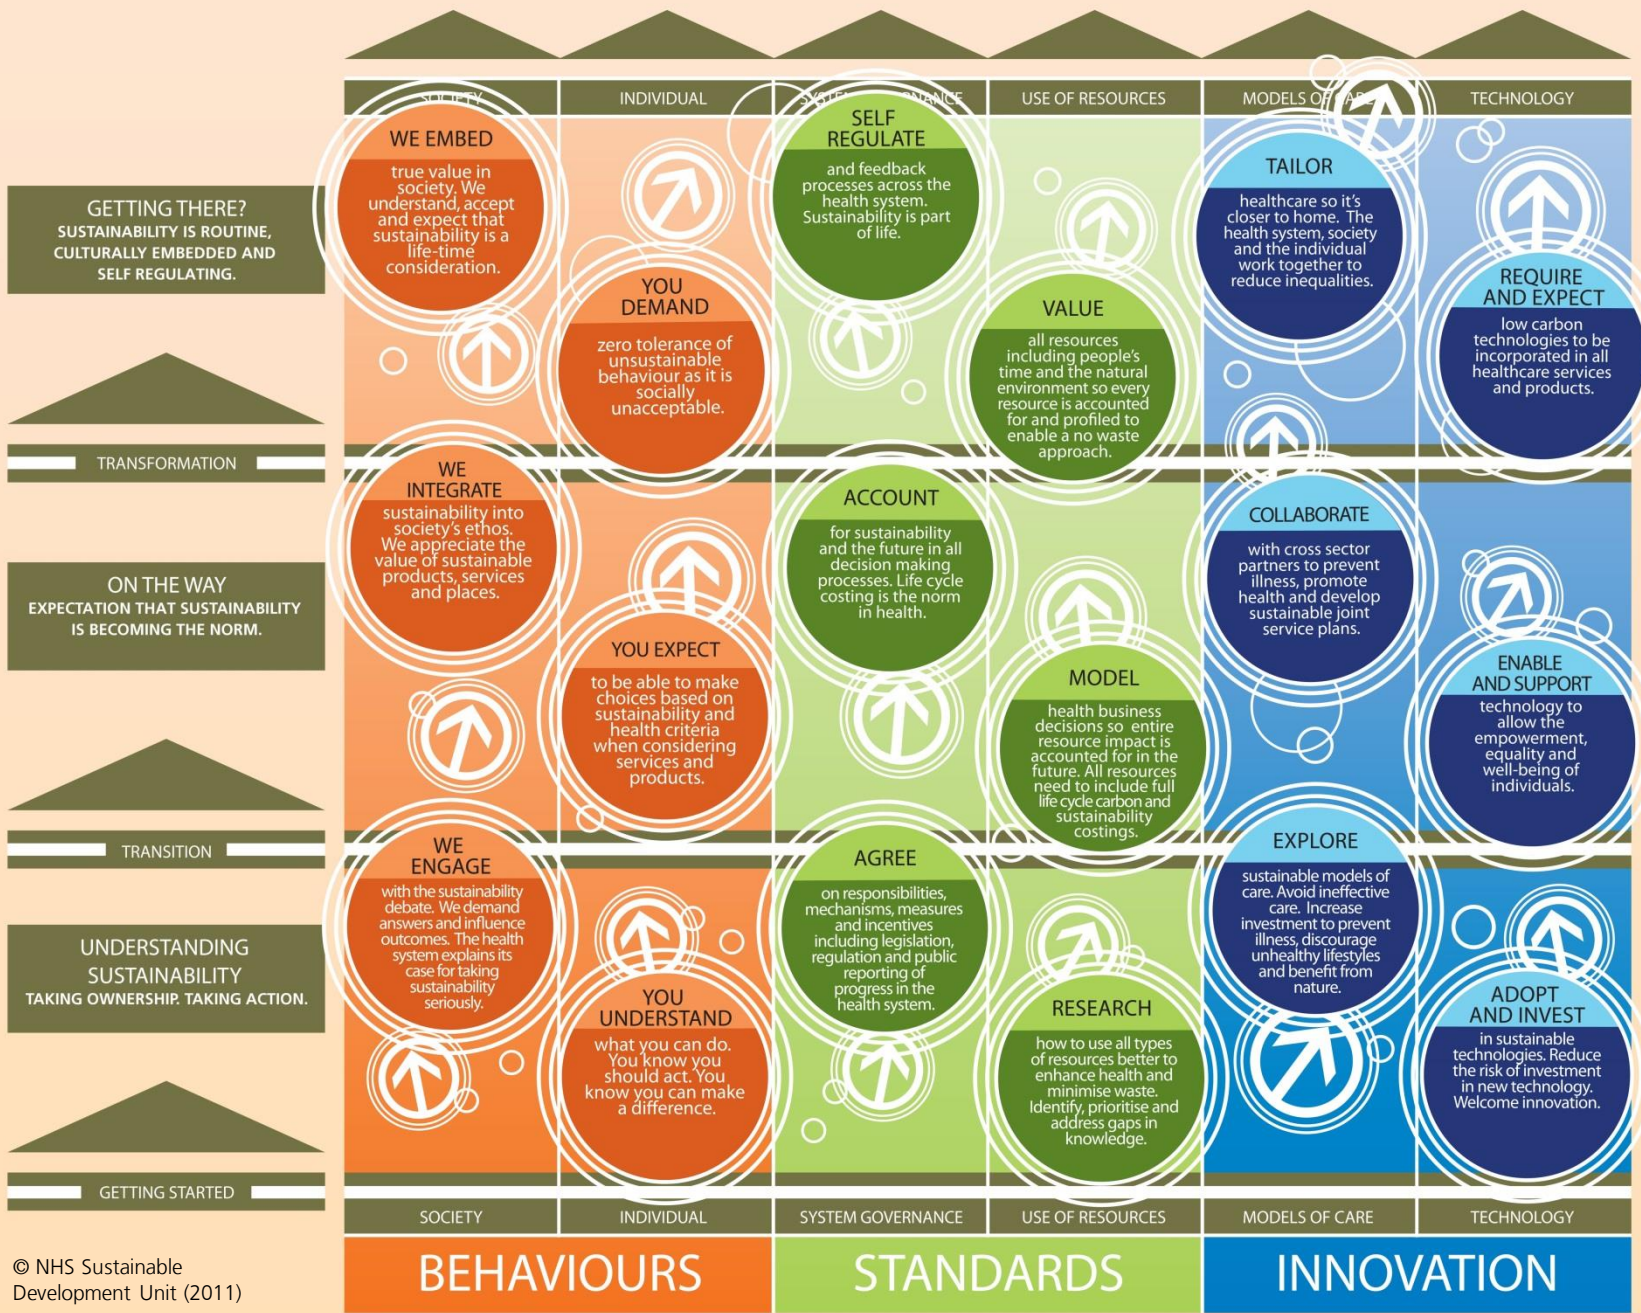 SOCIETY
INDIVIDUAL
USE OF RESOURCES
MODELS OF CARE
TECHNOLOGY
GETTING THERE?
SUSTAINABILITY IS ROUTINE,
CULTURALLY EMBEDDED AND
SELF REGULATING.
WE EMBED
true value in
society. We
understand, accept
and expect that
sustainability is a
life-time
consideration.
YOU
DEMAND
zero tolerance of
unsustainable
behaviour as it is
socially
unacceptable.
SELF
REGULATE
and feedback
processes across the
health system.
Sustainability is part
of life.
VALUE
all resources
including people's
time and the natural
environment so every
resource is accounted
for and profiled to
enable a no waste
approach.
TAILOR
healthcare so it's
closer to home. The
health system, society
and the individual
work together to
reduce inequalities.
REQUIRE
AND EXPECT
low carbon
technologies to be
incorporated in all
healthcare services
and products.
TRANSFORMATION
ON THE WAY
EXPECTATION THAT SUSTAINABILITY
IS BECOMING THE NORM.
WE
INTEGRATE
sustainability into
society's ethos.
We appreciate the
value of sustainable
products, services
and places.
YOU EXPECT
to be able to make
choices based on
sustainability and
health criteria
when considering
services and
products.
ACCOUNT
for sustainability
and the future in all
decision making
processes. Life cycle
costing is the norm
in health.
MODEL
health business
decisions so entire
resource impact is
accounted for in the
future. All resources
need to include full
life cycle carbon and
sustainability
costings.
COLLABORATE
with cross sector
partners to prevent
illness, promote
health and develop
sustainable joint
service plans.
ENABLE
AND SUPPORT
technology to
allow the
empowerment,
equality and
well-being of
individuals.
TRANSITION
UNDERSTANDING
SUSTAINABILITY
TAKING OWNERSHIP. TAKING ACTION.
WE
ENGAGE
with the sustainability
debate. We demand
answers and influence
outcomes. The health
system explains its
case for taking
sustainability
seriously.
YOU
UNDERSTAND
what you can do.
You know you
should act. You
know you can make
a difference.
AGREE
on responsibilities,
mechanisms, measures
and incentives
including legislation,
regulation and public
reporting of
progress in the
health system.
RESEARCH
how to use all types
of resources better to
enhance health and
minimise waste.
Identify, prioritise and
address gaps in
knowledge.
EXPLORE
sustainable models of
care. Avoid ineffective
care. Increase
investment to prevent
illness, discourage
unhealthy lifestyles
and benefit from
nature.
ADOPT
AND INVEST
in sustainable
technologies. Reduce
the risk of investment
in new technology.
Welcome innovation.
GETTING STARTED
SOCIETY
INDIVIDUAL
SYSTEM GOVERNANCE
USE OF RESOURCES
MODELS OF CARE
TECHNOLOGY
BEHAVIOURS
STANDARDS
INNOVATION
© NHS Sustainable
Development Unit (2011)